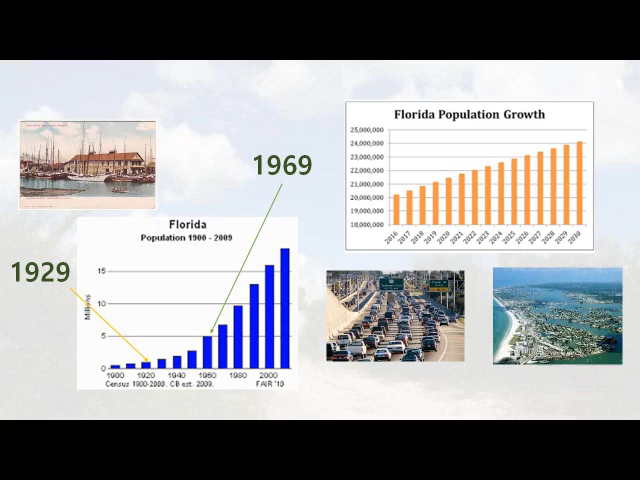 1969
1929
Florida
Population 1900 - 2009
Millions
15
10
5
0
1900 1920 1940 1960 1980 2000
Census 1900-2000. CB est. 2009. FAIR '10
Florida Population Growth
25,000,000
24,000,000
23,000,000
22,000,000
21,000,000
20,000,000
19,000,000
18,000,000
2016 2017 2018 2019 2020 2021 2022 2023 2024 2025 2026 2027 2028 2029 2030